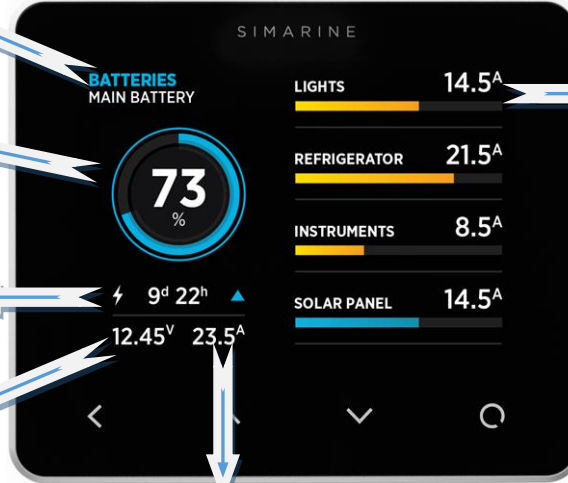 SIMARINE
BATTERIES
MAIN BATTERY
73
%
9d 22h
12.45V 23.5A
LIGHTS 14.5A
REFRIGERATOR 21.5A
INSTRUMENTS 8.5A
SOLAR PANEL 14.5A